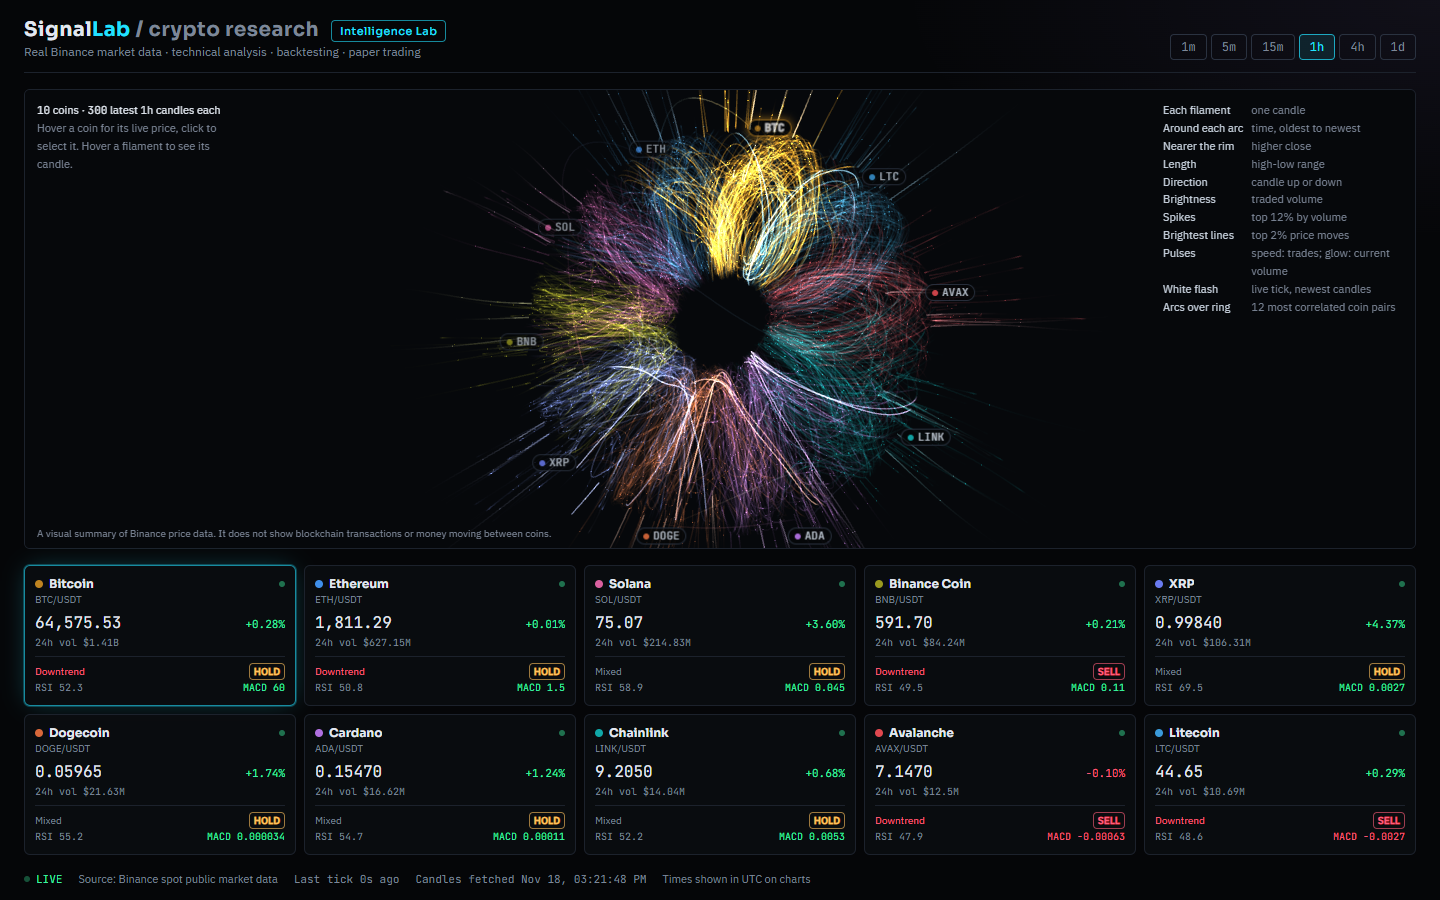 SignalLab / crypto research
Intelligence Lab
Real Binance market data · technical analysis · backtesting · paper trading
1m 5m 15m 1h 4h 1d
10 coins · 300 latest 1h candles each
Hover a coin for its live price, click to
select it. Hover a filament to see its
candle.
Each filament one candle
Around each arc time, oldest to newest
Nearer the rim higher close
Length high-low range
Direction candle up or down
Brightness traded volume
Spikes top 12% by volume
Brightest lines top 2% price moves
Pulses speed: trades; glow: current
volume
White flash live tick, newest candles
Arcs over ring 12 most correlated coin pairs
BTC
ETH
LTC
SOL
AVAX
BNB
LINK
XRP
DOGE
ADA
A visual summary of Binance price data. It does not show blockchain transactions or money moving between coins.
Bitcoin
BTC/USDT
64,575.53 +0.28%
24h vol $1.41B
Downtrend HOLD
RSI 52.3 MACD 60
Ethereum
ETH/USDT
1,811.29 +0.01%
24h vol $627.15M
Downtrend HOLD
RSI 50.8 MACD 1.5
Solana
SOL/USDT
75.07 +3.60%
24h vol $214.83M
Mixed HOLD
RSI 58.9 MACD 0.045
Binance Coin
BNB/USDT
591.70 +0.21%
24h vol $84.24M
Downtrend SELL
RSI 49.5 MACD 0.11
XRP
XRP/USDT
0.99840 +4.37%
24h vol $106.31M
Mixed HOLD
RSI 69.5 MACD 0.0027
Dogecoin
DOGE/USDT
0.05965 +1.74%
24h vol $21.63M
Mixed HOLD
RSI 55.2 MACD 0.000034
Cardano
ADA/USDT
0.15470 +1.24%
24h vol $16.62M
Mixed HOLD
RSI 54.7 MACD 0.00011
Chainlink
LINK/USDT
9.2050 +0.68%
24h vol $14.04M
Mixed HOLD
RSI 52.2 MACD 0.0053
Avalanche
AVAX/USDT
7.1470 -0.10%
24h vol $12.5M
Downtrend SELL
RSI 47.9 MACD -0.00063
Litecoin
LTC/USDT
44.65 +0.29%
24h vol $10.69M
Downtrend SELL
RSI 48.6 MACD -0.0027
LIVE Source: Binance spot public market data Last tick 0s ago Candles fetched Nov 18, 03:21:48 PM Times shown in UTC on charts